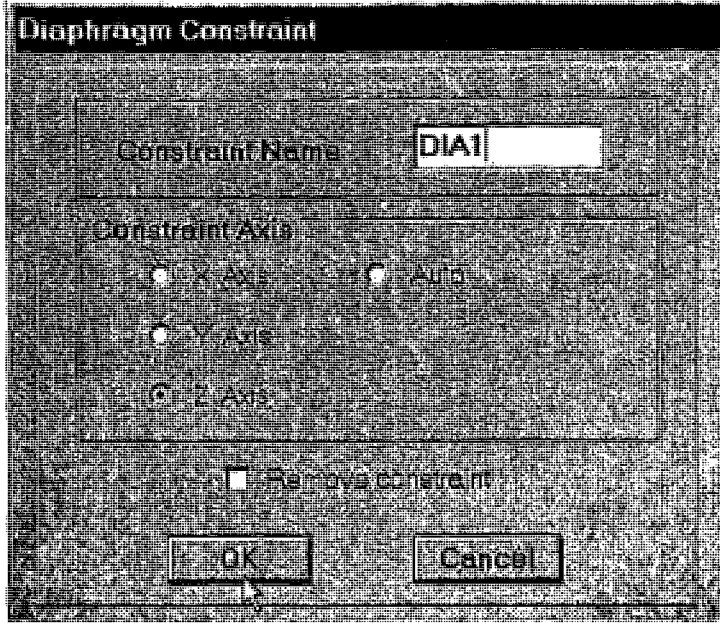 Diaphragm Constraint
Constraint Name DIA1
Constraint Axis
X Axis Auto
Y Axis
Z Axis
Remove constraint
OK Cancel